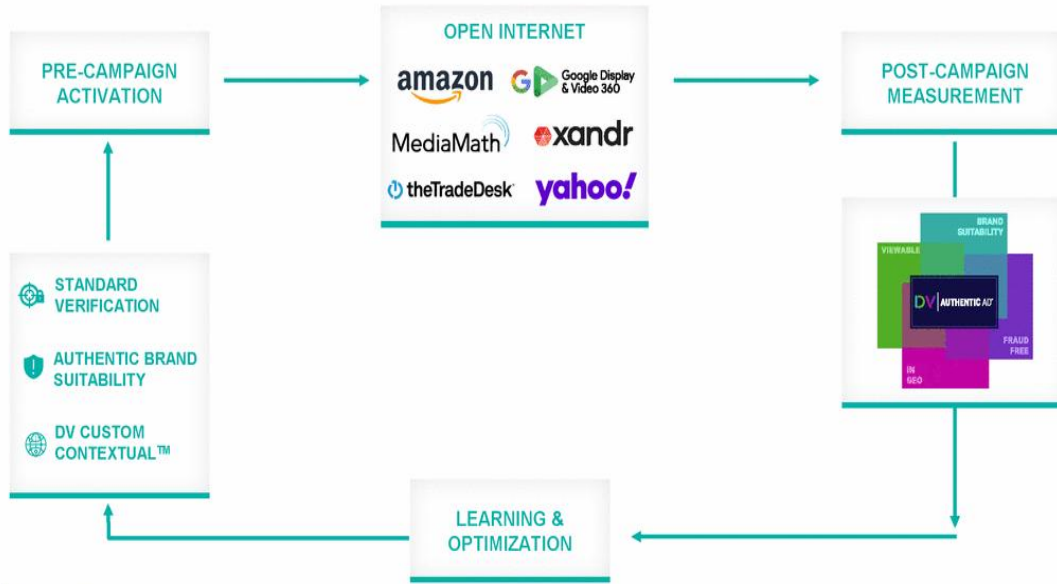 PRE-CAMPAIGN
ACTIVATION
OPEN INTERNET
amazon
Google Display
& Video 360
MediaMath
xandr
theTradeDesk
yahoo!
POST-CAMPAIGN
MEASUREMENT
BRAND
SUITABILITY
VIEWABLE
DV AUTHENTIC AD
FRAUD
FREE
IN
GEO
STANDARD
VERIFICATION
AUTHENTIC BRAND
SUITABILITY
DV CUSTOM
CONTEXTUAL™
LEARNING &
OPTIMIZATION